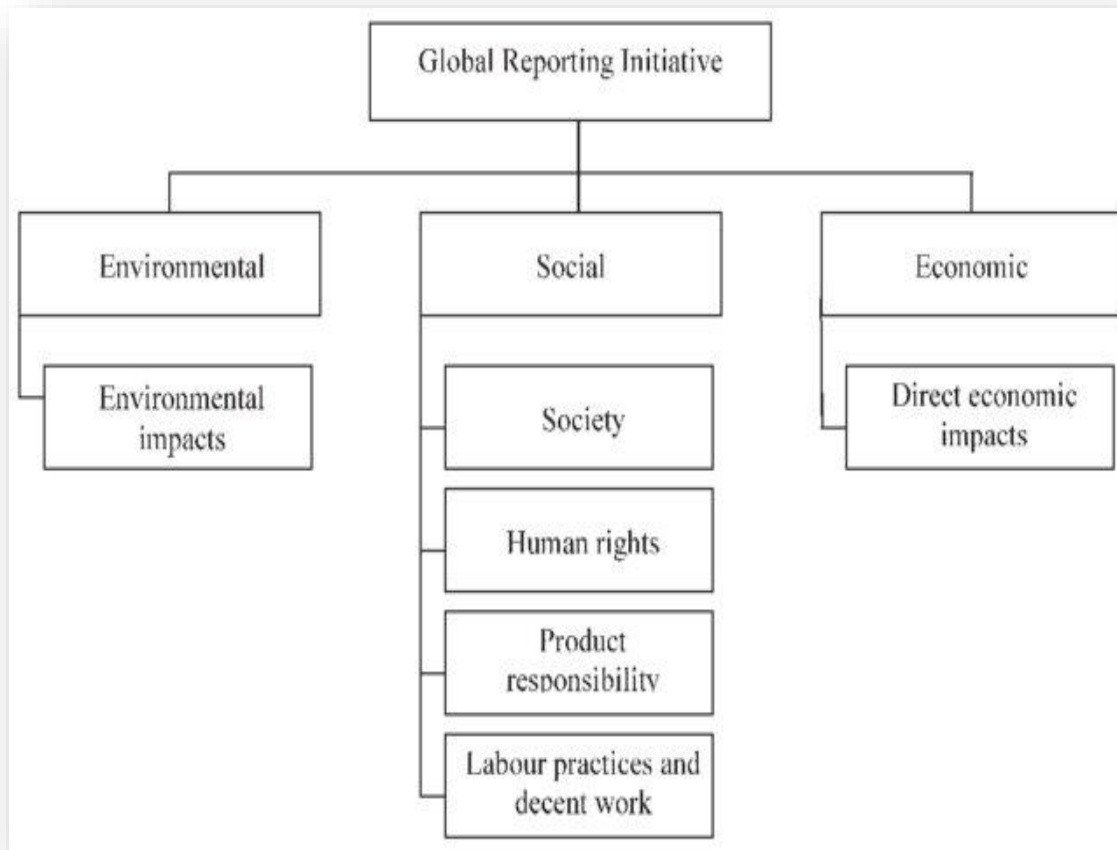 Global Reporting Initiative
Environmental
Social
Economic
Environmental
impacts
Society
Human rights
Product
responsibility
Labour practices and
decent work
Direct economic
impacts